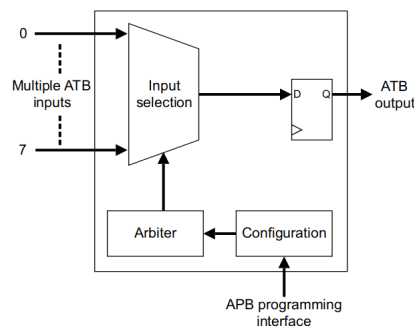 0
Multiple ATB
inputs
7
Input
selection
D Q
ATB
output
Arbiter
Configuration
APB programming
interface